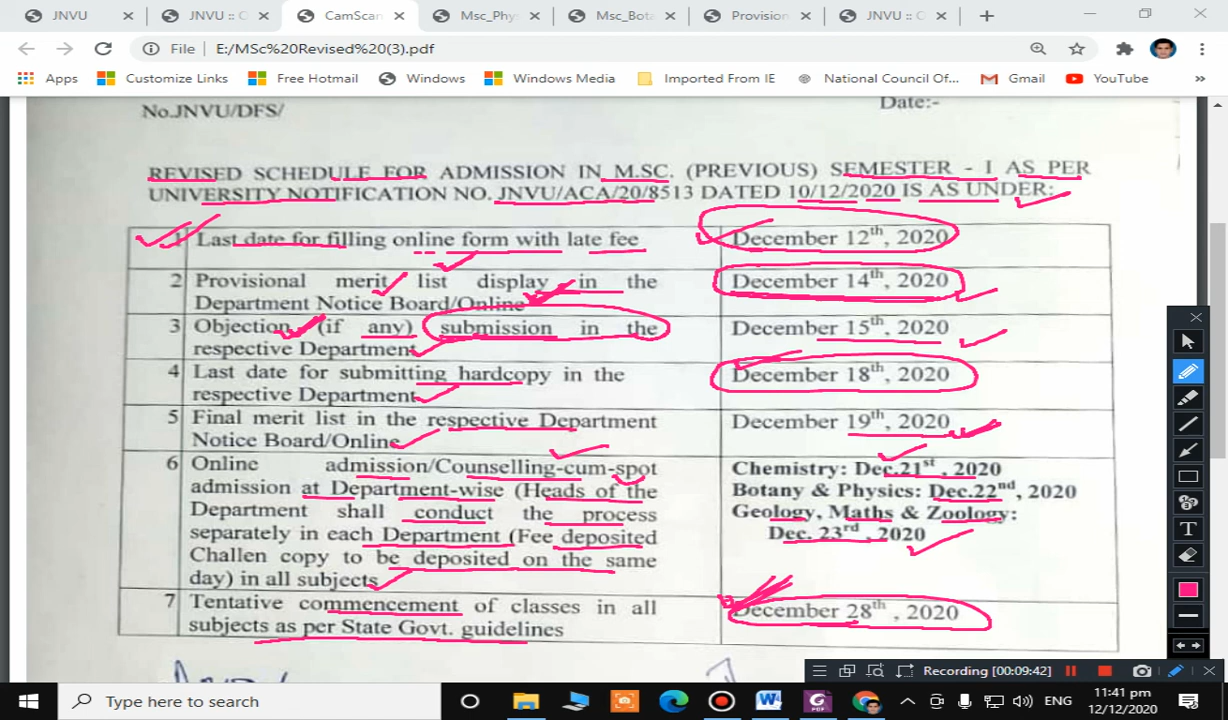 JNVU
JNVU :: C
CamScan
Msc_Phy
Msc_Bota
Provision
JNVU :: C
File
E:/MSc%20Revised%20(3).pdf
Apps
Customize Links
Free Hotmail
Windows
Windows Media
Imported From IE
National Council Of...
Gmail
YouTube
No.JNVU/DFS/
Date:-
REVISED SCHEDULE FOR ADMISSION IN M.SC. (PREVIOUS) SEMESTER - I AS PER
UNIVERSITY NOTIFICATION NO. JNVU/ACA/20/8513 DATED 10/12/2020 IS AS UNDER:
1 Last date for filling online form with late fee
December 12th, 2020
2 Provisional merit list display in the
Department Notice Board/Online
December 14th, 2020
3 Objection (if any) submission in the
respective Department
December 15th, 2020
4 Last date for submitting hardcopy in the
respective Department
December 18th, 2020
5 Final merit list in the respective Department
Notice Board/Online
December 19th, 2020
6 Online admission/Counselling-cum-spot
admission at Department-wise (Heads of the
Department shall conduct the process
separately in each Department (Fee deposited
Challen copy to be deposited on the same
day) in all subjects
Chemistry: Dec.21st, 2020
Botany & Physics: Dec.22nd, 2020
Geology, Maths & Zoology:
Dec. 23rd, 2020
7 Tentative commencement of classes in all
subjects as per State Govt. guidelines
December 28th, 2020
T
Recording [00:09:42]
Type here to search
ENG
11:41 pm
12/12/2020